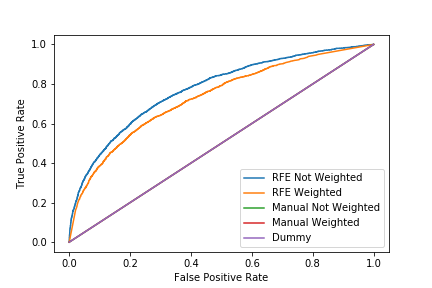 1.0
0.8
0.6
0.4
0.2
0.0
True Positive Rate
RFE Not Weighted
RFE Weighted
Manual Not Weighted
Manual Weighted
Dummy
0.0 0.2 0.4 0.6 0.8 1.0
False Positive Rate